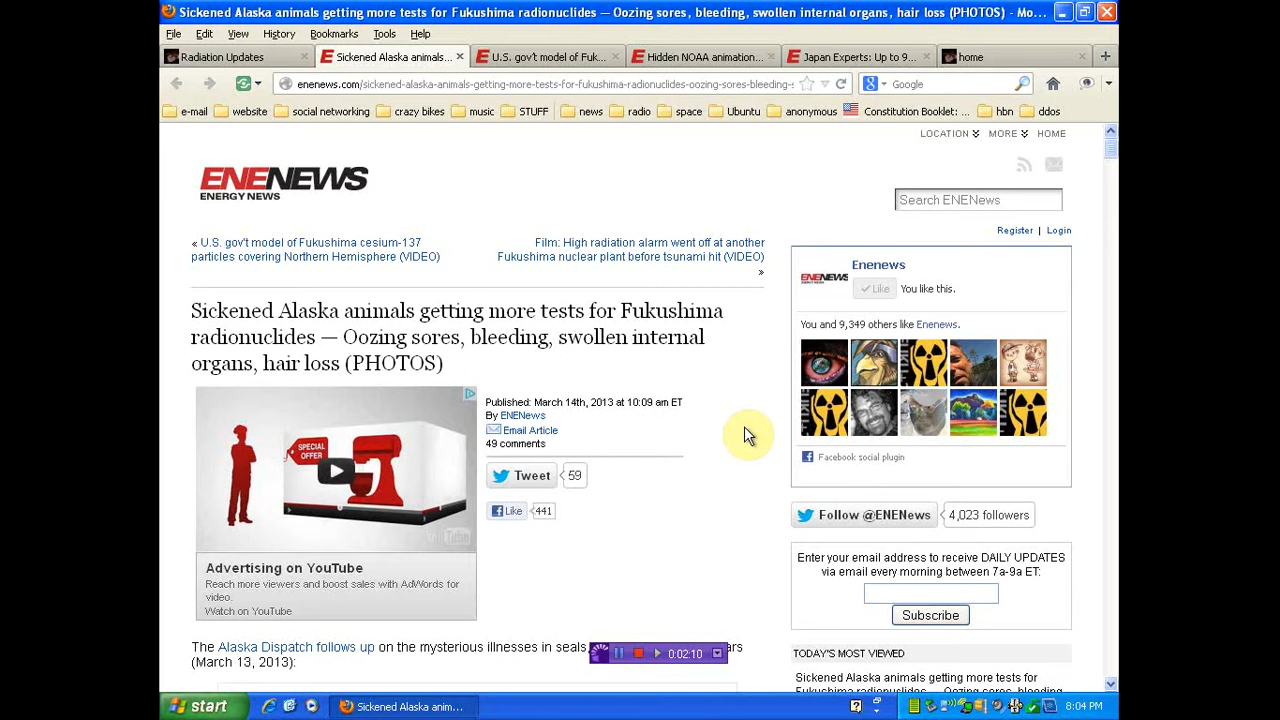 Sickened Alaska animals getting more tests for Fukushima radionuclides — Oozing sores, bleeding, swollen internal organs, hair loss (PHOTOS) - Mo...
File Edit View History Bookmarks Tools Help
Radiation Updates × Sickened Alaska animals... × U.S. gov't model of Fuk... × Hidden NOAA animation... × Japan Experts: Up to 9... × home × +
enenews.com/sickened-alaska-animals-getting-more-tests-for-fukushima-radionuclides-oozing-sores-bleeding-s Google
e-mail website social networking crazy bikes music STUFF news radio space Ubuntu anonymous Constitution Booklet: ... hbn ddos
LOCATION MORE HOME
ENENEWS
ENERGY NEWS
Search ENENews
Register | Login
« U.S. gov't model of Fukushima cesium-137
particles covering Northern Hemisphere (VIDEO)
Film: High radiation alarm went off at another
Fukushima nuclear plant before tsunami hit (VIDEO)
»
Sickened Alaska animals getting more tests for Fukushima
radionuclides — Oozing sores, bleeding, swollen internal
organs, hair loss (PHOTOS)
SPECIAL
OFFER
Advertising on YouTube
Reach more viewers and boost sales with AdWords for
video.
Watch on YouTube
Published: March 14th, 2013 at 10:09 am ET
By ENENews
Email Article
49 comments
Tweet 59
Like 441
The Alaska Dispatch follows up on the mysterious illnesses in seals, ars
(March 13, 2013):
0:02:10
Enenews
Like You like this.
You and 9,349 others like Enenews.
Facebook social plugin
Follow @ENENews 4,023 followers
Enter your email address to receive DAILY UPDATES
via email every morning between 7a-9a ET:
Subscribe
TODAY'S MOST VIEWED
Sickened Alaska animals getting more tests for
Fukushima radionuclides — Oozing sores, bleeding
start Sickened Alaska anim... 8:04 PM